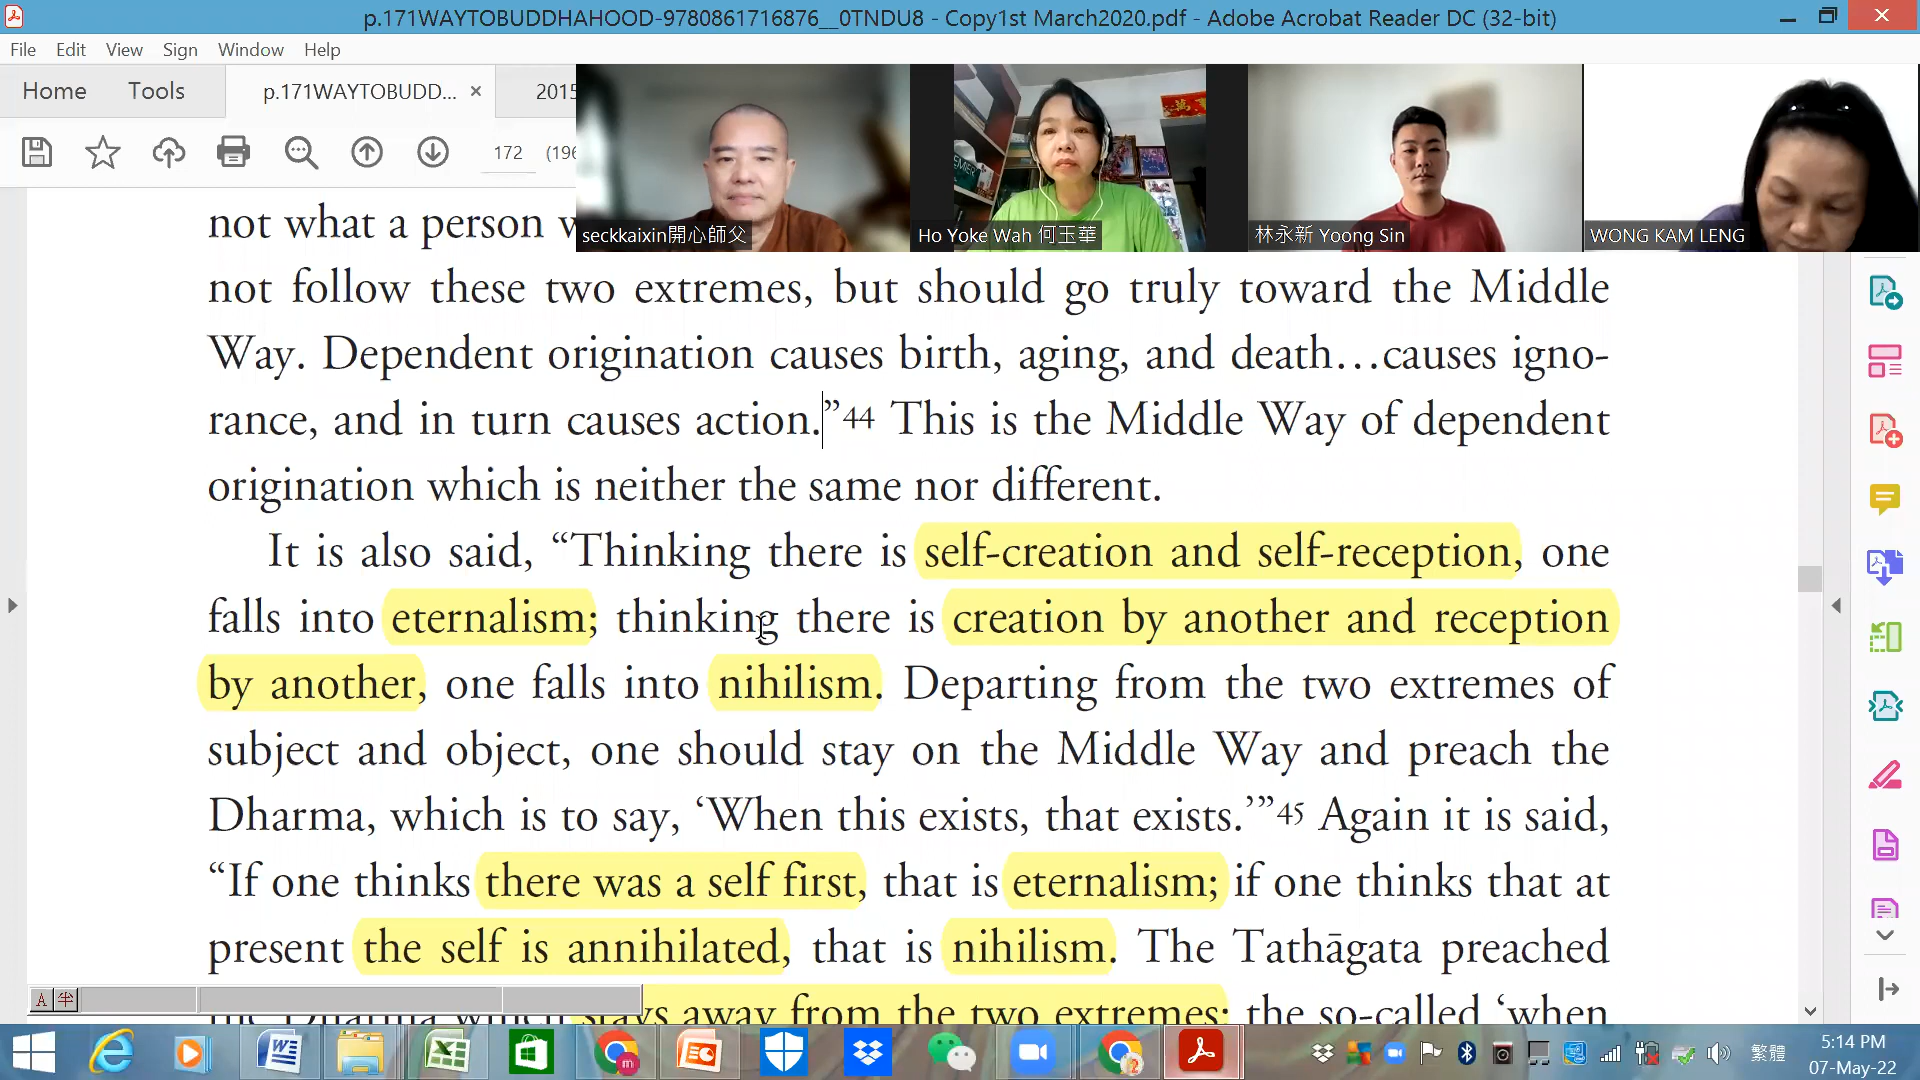 p.171WAYTOBUDDHAHOOD-9780861716876__0TNDU8 - Copy1st March2020.pdf - Adobe Acrobat Reader DC (32-bit)
File Edit View Sign Window Help
Home Tools p.171WAYTOBUDD... × 2015
172 (196
seckkaixin開心師父
Ho Yoke Wah 何玉華
林永新 Yoong Sin
WONG KAM LENG
not what a person
not follow these two extremes, but should go truly toward the Middle
Way. Dependent origination causes birth, aging, and death…causes igno-
rance, and in turn causes action.”44 This is the Middle Way of dependent
origination which is neither the same nor different.
It is also said, “Thinking there is self-creation and self-reception, one
falls into eternalism; thinking there is creation by another and reception
by another, one falls into nihilism. Departing from the two extremes of
subject and object, one should stay on the Middle Way and preach the
Dharma, which is to say, ‘When this exists, that exists.’”45 Again it is said,
“If one thinks there was a self first, that is eternalism; if one thinks that at
present the self is annihilated, that is nihilism. The Tathāgata preached
the Dharma which stays away from the two extremes; the so-called ‘when
A 半
繁體
5:14 PM
07-May-22